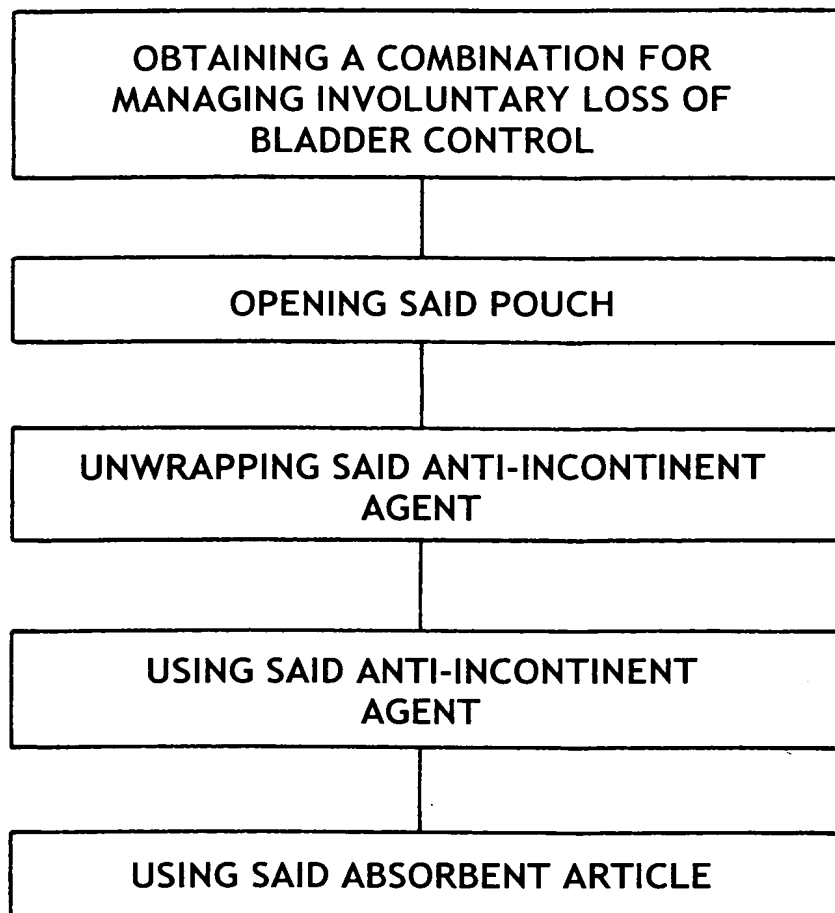 OBTAINING A COMBINATION FOR
MANAGING INVOLUNTARY LOSS OF
BLADDER CONTROL
OPENING SAID POUCH
UNWRAPPING SAID ANTI-INCONTINENT
AGENT
USING SAID ANTI-INCONTINENT
AGENT
USING SAID ABSORBENT ARTICLE